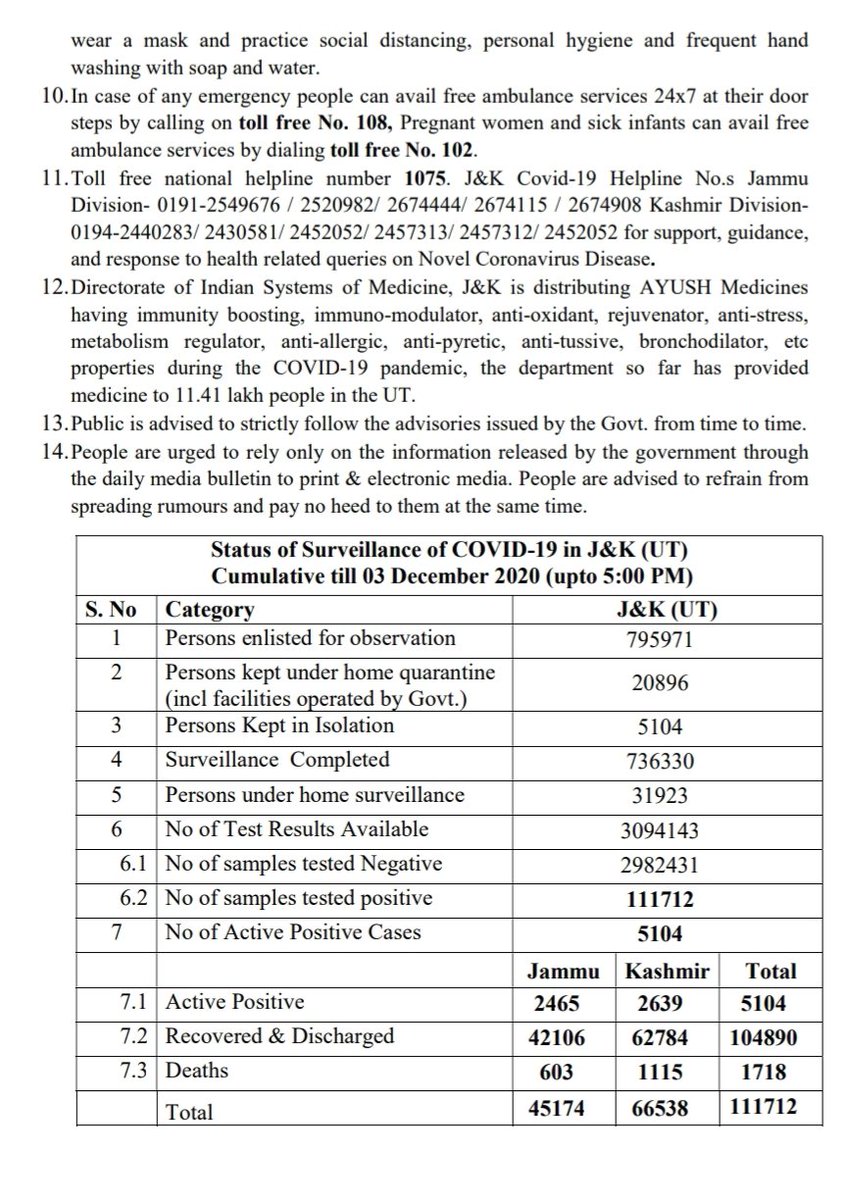 wear a mask and practice social distancing, personal hygiene and frequent hand
washing with soap and water.
10. In case of any emergency people can avail free ambulance services 24x7 at their door
steps by calling on toll free No. 108, Pregnant women and sick infants can avail free
ambulance services by dialing toll free No. 102.
11. Toll free national helpline number 1075. J&K Covid-19 Helpline No.s Jammu
Division- 0191-2549676 / 2520982/ 2674444/ 2674115 / 2674908 Kashmir Division-
0194-2440283/ 2430581/ 2452052/ 2457313/ 2457312/ 2452052 for support, guidance,
and response to health related queries on Novel Coronavirus Disease.
12. Directorate of Indian Systems of Medicine, J&K is distributing AYUSH Medicines
having immunity boosting, immuno-modulator, anti-oxidant, rejuvenator, anti-stress,
metabolism regulator, anti-allergic, anti-pyretic, anti-tussive, bronchodilator, etc
properties during the COVID-19 pandemic, the department so far has provided
medicine to 11.41 lakh people in the UT.
13. Public is advised to strictly follow the advisories issued by the Govt. from time to time.
14. People are urged to rely only on the information released by the government through
the daily media bulletin to print & electronic media. People are advised to refrain from
spreading rumours and pay no heed to them at the same time.
Status of Surveillance of COVID-19 in J&K (UT)
Cumulative till 03 December 2020 (upto 5:00 PM)
S. No Category J&K (UT)
1 Persons enlisted for observation 795971
2 Persons kept under home quarantine
(incl facilities operated by Govt.) 20896
3 Persons Kept in Isolation 5104
4 Surveillance Completed 736330
5 Persons under home surveillance 31923
6 No of Test Results Available 3094143
6.1 No of samples tested Negative 2982431
6.2 No of samples tested positive 111712
7 No of Active Positive Cases 5104
Jammu Kashmir Total
7.1 Active Positive 2465 2639 5104
7.2 Recovered & Discharged 42106 62784 104890
7.3 Deaths 603 1115 1718
Total 45174 66538 111712